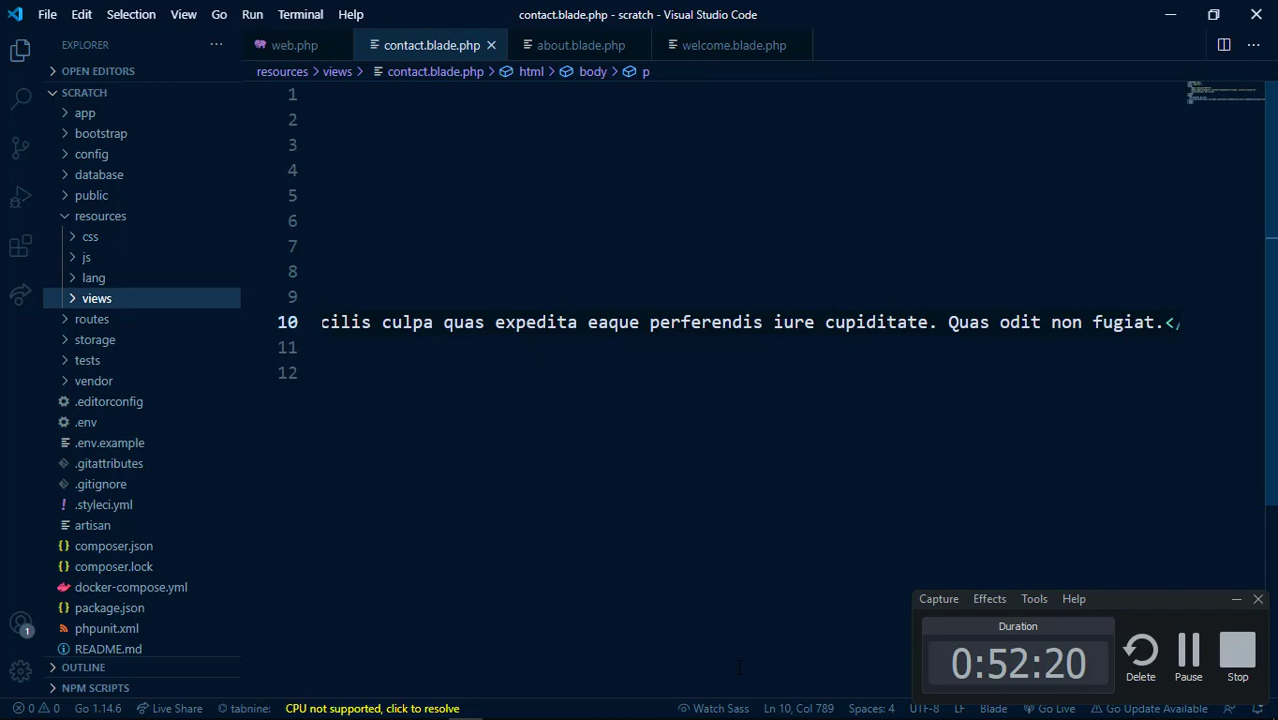 File Edit Selection View Go Run Terminal Help contact.blade.php - scratch - Visual Studio Code
EXPLORER
web.php contact.blade.php about.blade.php welcome.blade.php
OPEN EDITORS
resources views contact.blade.php html body p
SCRATCH
app
bootstrap
config
database
public
resources
css
js
lang
views
routes
storage
tests
vendor
.editorconfig
.env
.env.example
.gitattributes
.gitignore
.styleci.yml
artisan
composer.json
composer.lock
docker-compose.yml
package.json
phpunit.xml
README.md
OUTLINE
NPM SCRIPTS
1
2
3
4
5
6
7
8
9
10 cilis culpa quas expedita eaque perferendis iure cupiditate. Quas odit non fugiat.</
11
12
Capture Effects Tools Help
Duration
0:52:20
Delete Pause Stop
1
0 0 Go 1.14.6 Live Share tabnine: CPU not supported, click to resolve Watch Sass Ln 10, Col 789 Spaces: 4 UTF-8 LF Blade Go Live Go Update Available